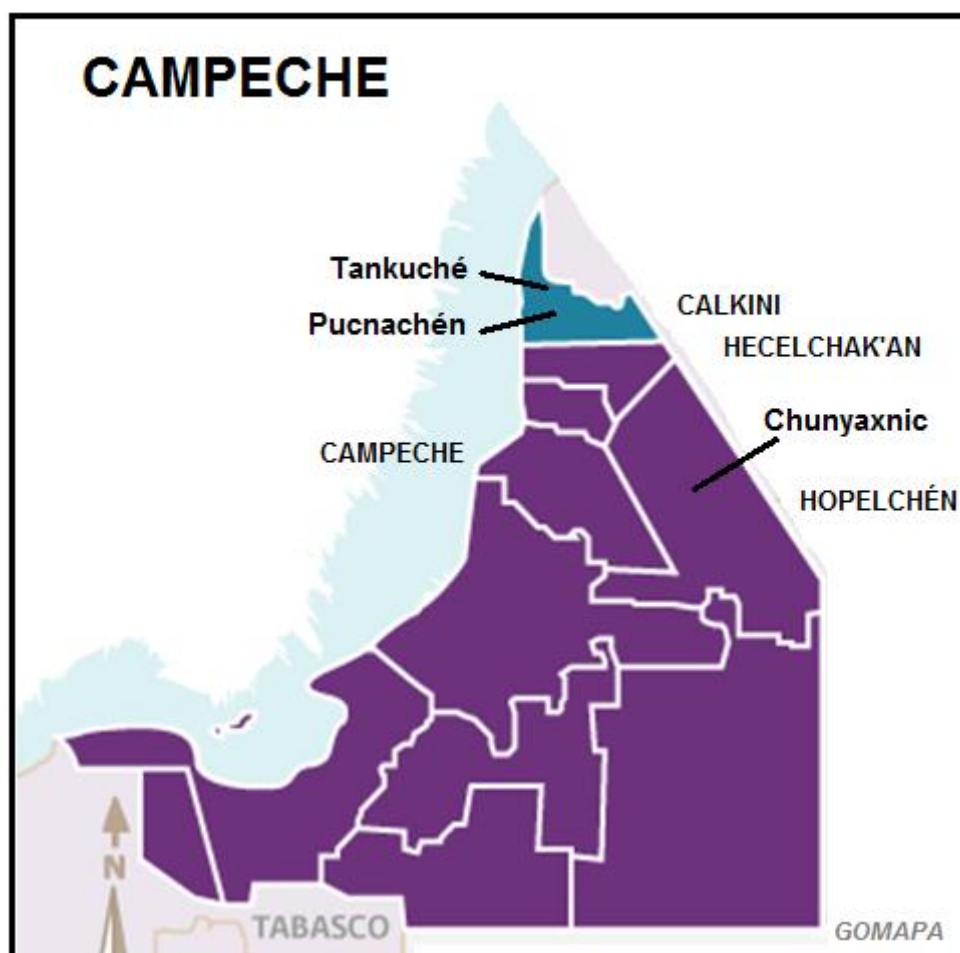 CAMPECHE
Tankuché
Pucnachén
CALKINI
HECELCHAK'AN
Chunyaxnic
CAMPECHE
HOPELCHÉN
N
TABASCO
GOMAPA